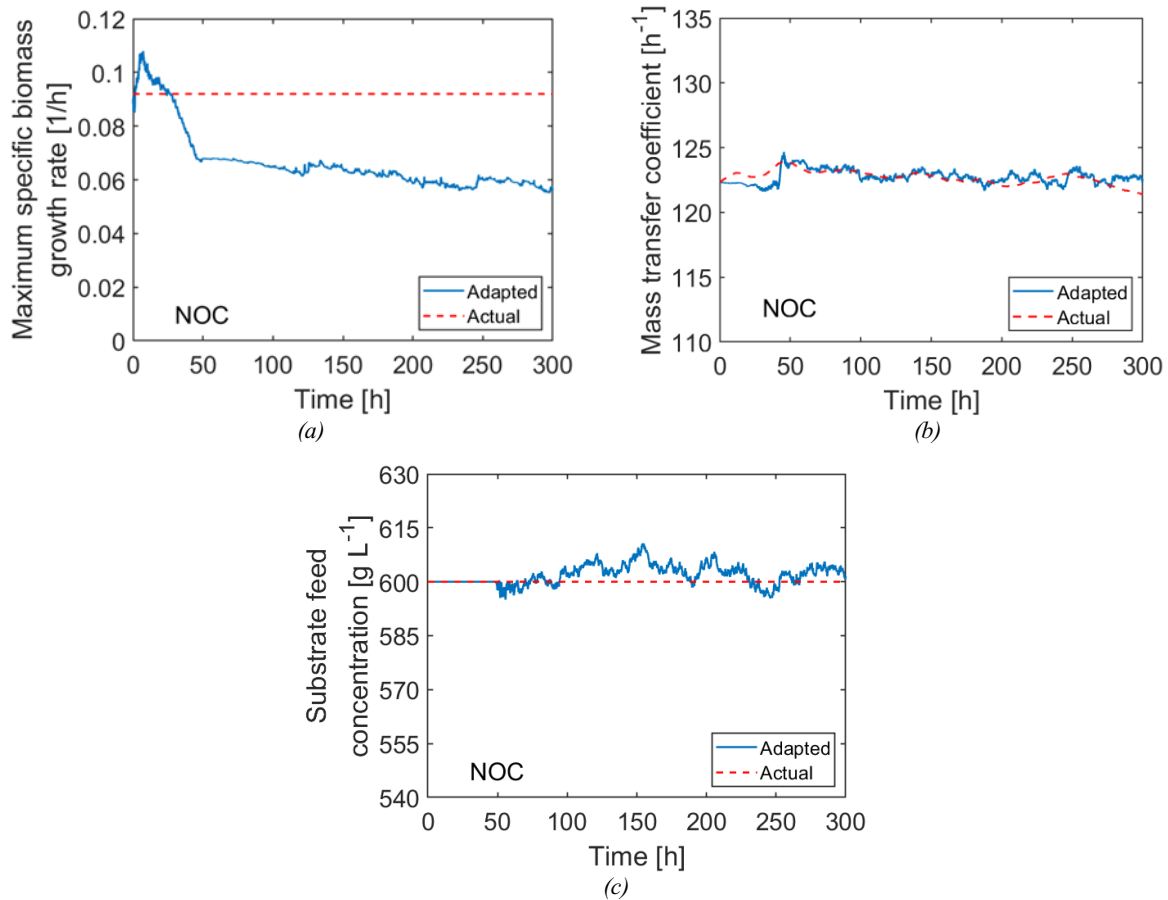 Maximum specific biomass
growth rate [1/h]
0.12
0.1
0.08
0.06
0.04
0.02
0
NOC
Adapted
Actual
0 50 100 150 200 250 300
Time [h]
(a)
Mass transfer coefficient [h⁻¹]
135
130
125
120
115
110
NOC
Adapted
Actual
0 50 100 150 200 250 300
Time [h]
(b)
Substrate feed
concentration [g L⁻¹]
630
615
600
585
570
555
540
NOC
Adapted
Actual
0 50 100 150 200 250 300
Time [h]
(c)